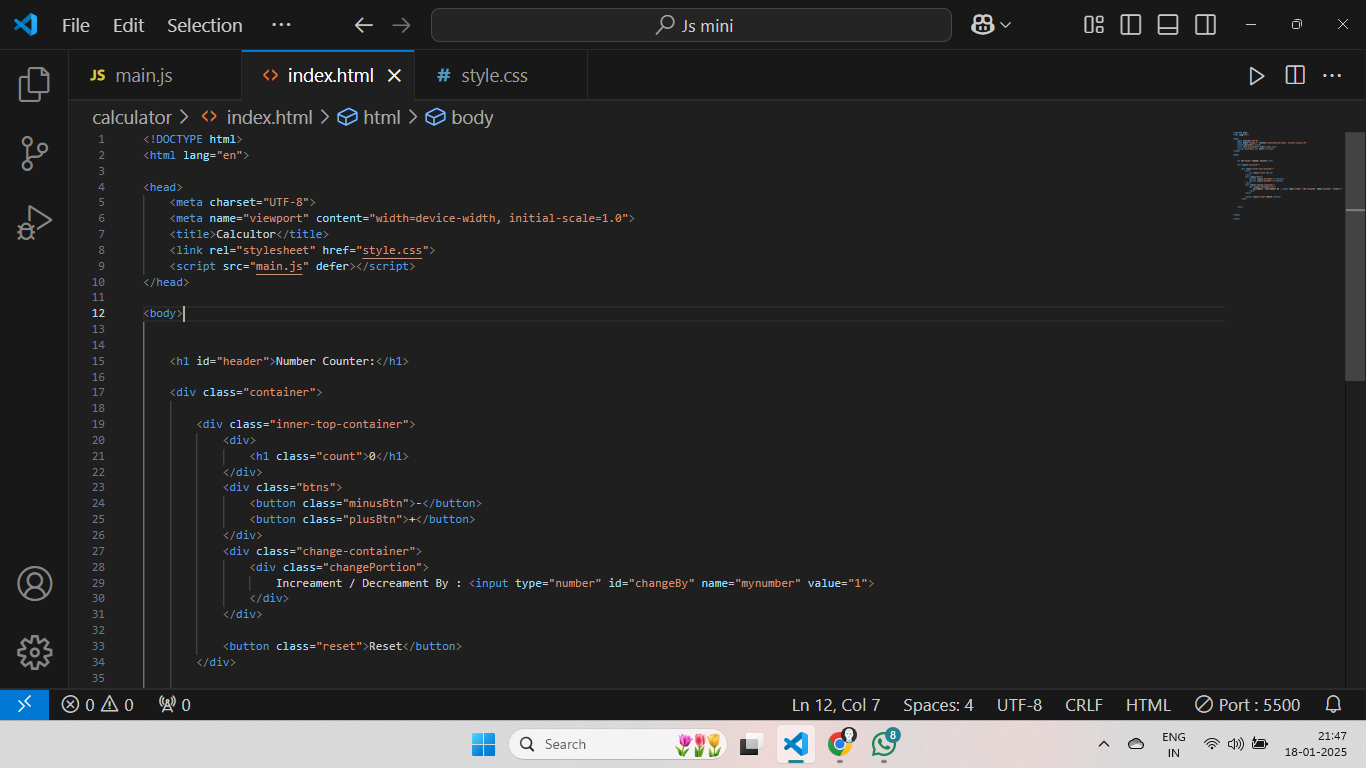 File Edit Selection ··· Js mini
JS main.js <> index.html # style.css ···
calculator > <> index.html > html > body
1 <!DOCTYPE html>
2 <html lang="en">
3
4 <head>
5 <meta charset="UTF-8">
6 <meta name="viewport" content="width=device-width, initial-scale=1.0">
7 <title>Calcultor</title>
8 <link rel="stylesheet" href="style.css">
9 <script src="main.js" defer></script>
10 </head>
11
12 <body>
13
14
15 <h1 id="header">Number Counter:</h1>
16
17 <div class="container">
18
19 <div class="inner-top-container">
20 <div>
21 <h1 class="count">0</h1>
22 </div>
23 <div class="btns">
24 <button class="minusBtn">-</button>
25 <button class="plusBtn">+</button>
26 </div>
27 <div class="change-container">
28 <div class="changePortion">
29 Increament / Decreament By : <input type="number" id="changeBy" name="mynumber" value="1">
30 </div>
31 </div>
32
33 <button class="reset">Reset</button>
34 </div>
35
0 0 0 Ln 12, Col 7 Spaces: 4 UTF-8 CRLF HTML Port : 5500
Search 8 ENG IN 21:47
18-01-2025